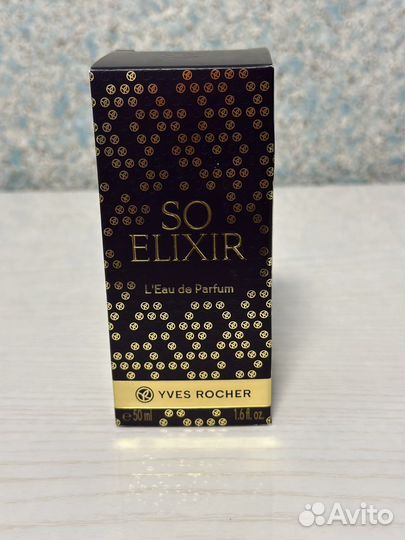 SO
ELIXIR
L'Eau de Parfum
YVES ROCHER
℮ 50 ml 1.6 fl. oz.
Avito